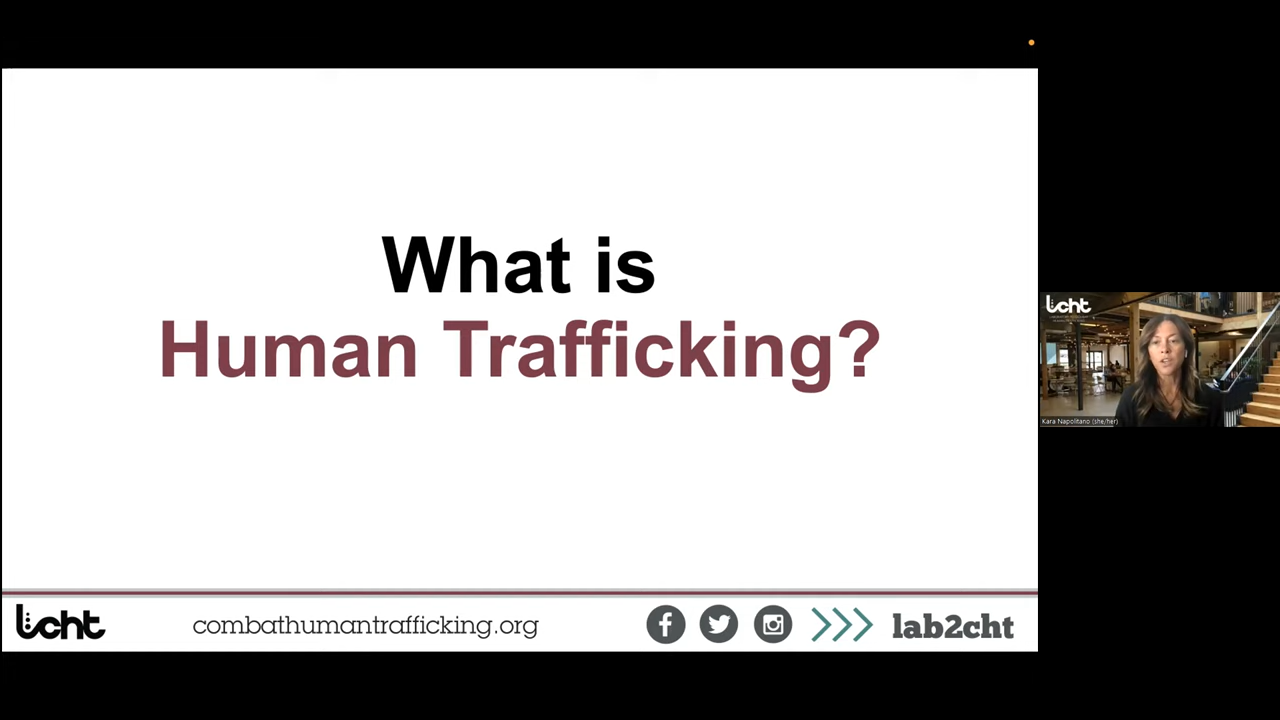 What is
Human Trafficking?
lcht
combathumantrafficking.org
lab2cht
lcht
Kara Napolitano (she/her)